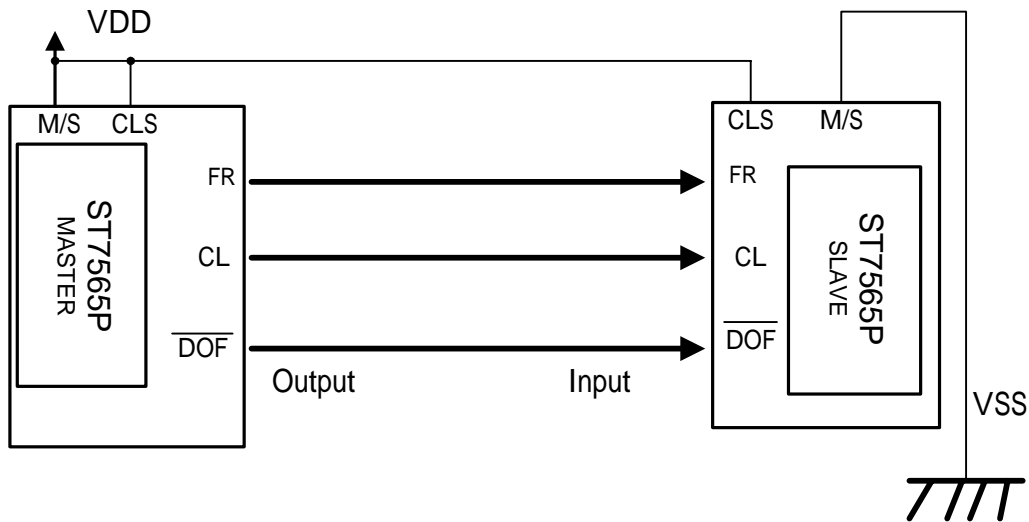 VDD
M/S CLS
CLS M/S
FR
FR
ST7565P
MASTER
CL
CL
ST7565P
SLAVE
DOF
DOF
Output
Input
VSS